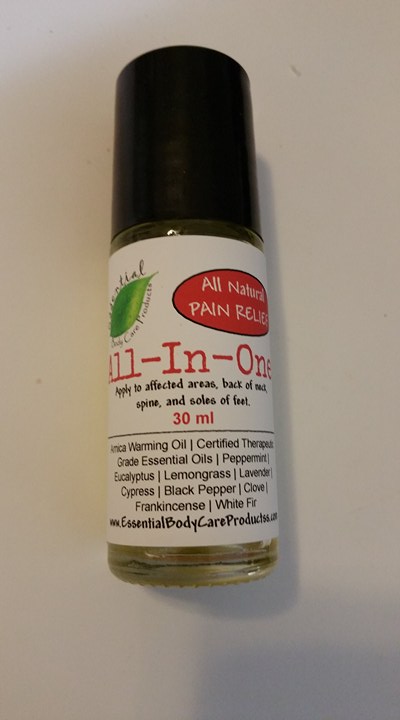 Essential
Body Care Products
All Natural
PAIN RELIEF
All-In-One
Apply to affected areas, back of neck,
spine, and soles of feet.
30 ml
Arnica Warming Oil | Certified Therapeutic
Grade Essential Oils | Peppermint |
Eucalyptus | Lemongrass | Lavender |
Cypress | Black Pepper | Clove |
Frankincense | White Fir
www.EssentialBodyCareProductss.com